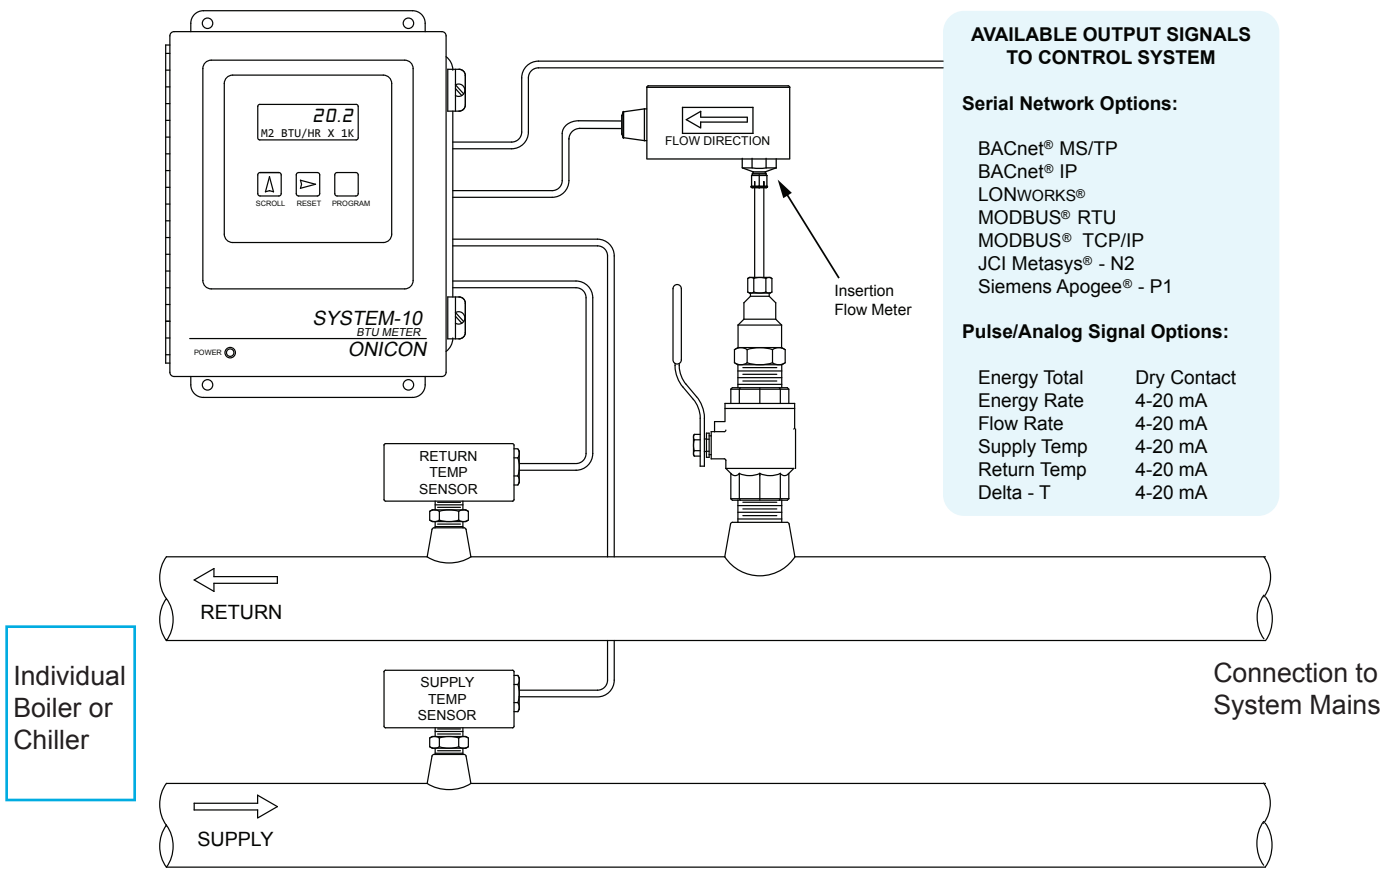 20.2
M2 BTU/HR X 1K
SCROLL RESET PROGRAM
SYSTEM-10
BTU METER
ONICON
POWER
FLOW DIRECTION
Insertion
Flow Meter
AVAILABLE OUTPUT SIGNALS
TO CONTROL SYSTEM
Serial Network Options:
BACnet® MS/TP
BACnet® IP
LONWORKS®
MODBUS® RTU
MODBUS® TCP/IP
JCI Metasys® - N2
Siemens Apogee® - P1
Pulse/Analog Signal Options:
Energy Total Dry Contact
Energy Rate 4-20 mA
Flow Rate 4-20 mA
Supply Temp 4-20 mA
Return Temp 4-20 mA
Delta - T 4-20 mA
RETURN
TEMP
SENSOR
RETURN
SUPPLY
TEMP
SENSOR
SUPPLY
Individual
Boiler or
Chiller
Connection to
System Mains